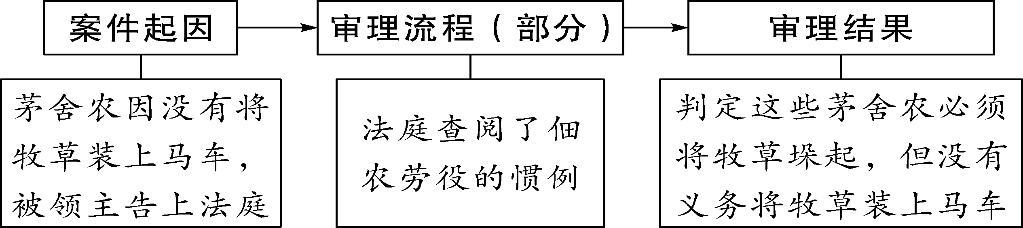 案件起因
审理流程（部分）
审理结果
茅舍农因没有将
牧草装上马车，
被领主告上法庭
法庭查阅了佃
农劳役的惯例
判定这些茅舍农必须
将牧草垛起，但没有
义务将牧草装上马车